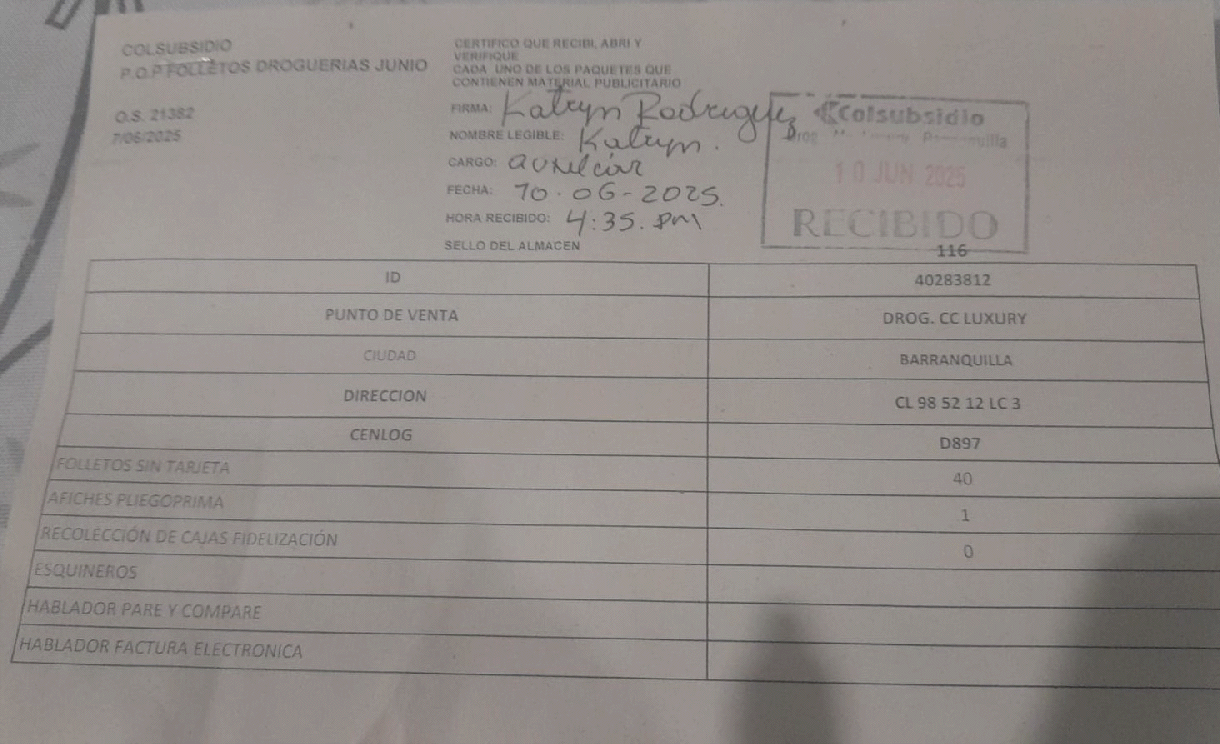 COLSUBSIDIO
P.O.P FOLLETOS DROGUERIAS JUNIO
O.S. 21382
7/06/2025
CERTIFICO QUE RECIBI, ABRI Y
VERIFIQUE
CADA UNO DE LOS PAQUETES QUE
CONTIENEN MATERIAL PUBLICITARIO
FIRMA: Katryn Rodriguez
NOMBRE LEGIBLE: Katryn.
CARGO: auxiliar
FECHA: 10-06-2025.
HORA RECIBIDO: 4:35. pm
SELLO DEL ALMACEN
Colsubsidio
Drog
10 JUN 2025
RECIBIDO
116
ID 40283812
PUNTO DE VENTA DROG. CC LUXURY
CIUDAD BARRANQUILLA
DIRECCION CL 98 52 12 LC 3
CENLOG D897
FOLLETOS SIN TARJETA 40
AFICHES PLIEGOPRIMA 1
RECOLECCIÓN DE CAJAS FIDELIZACIÓN 0
ESQUINEROS
HABLADOR PARE Y COMPARE
HABLADOR FACTURA ELECTRONICA